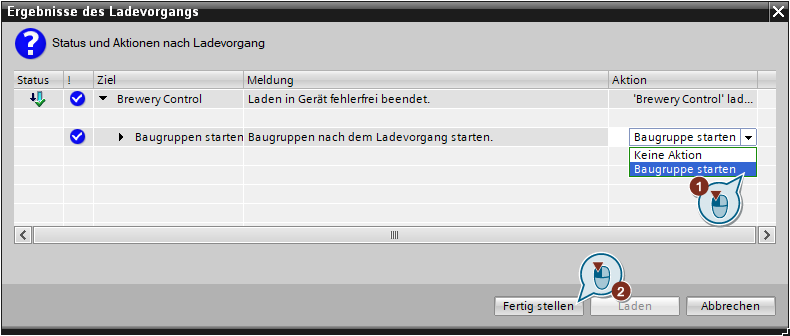 Ergebnisse des Ladevorgangs
Status und Aktionen nach Ladevorgang
Status ! Ziel Meldung Aktion
Brewery Control Laden in Gerät fehlerfrei beendet. 'Brewery Control' lad...
Baugruppen starten Baugruppen nach dem Ladevorgang starten. Baugruppe starten
Keine Aktion
Baugruppe starten
1
2
Fertig stellen Laden Abbrechen